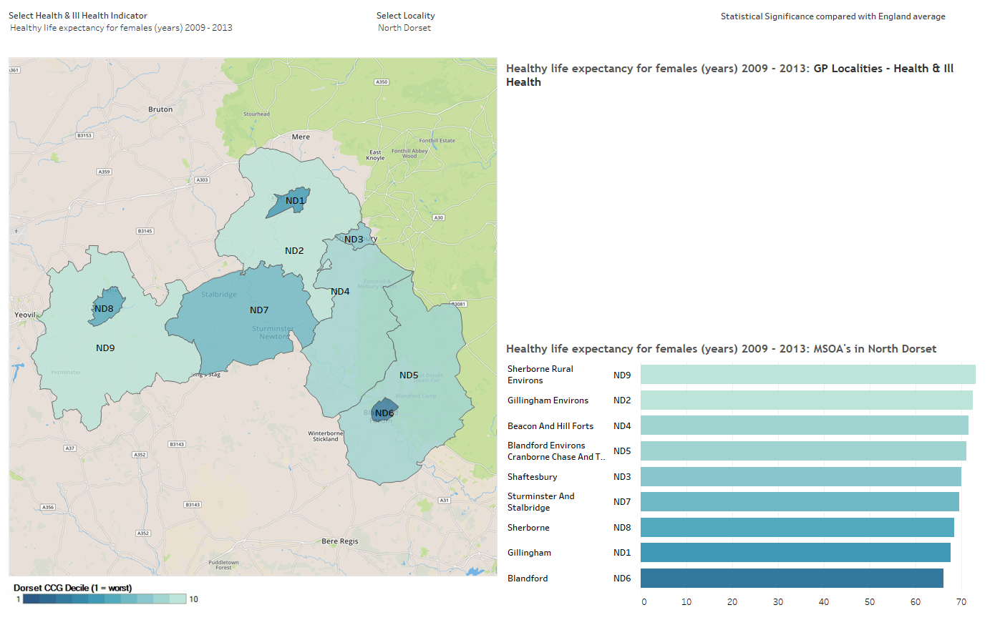 Select Health & Ill Health Indicator
Healthy life expectancy for females (years) 2009 - 2013
Select Locality
North Dorset
Statistical Significance compared with England average
Healthy life expectancy for females (years) 2009 - 2013: GP Localities - Health & Ill
Health
A361
A350
Bruton
Stourhead
B3153
Mere
Fonthill Estate
East
Knoyle
Fonthill Abbey
Wood
A359
A303
ND1
A30
B3145
ND3
ND2
ND4
Stalbridge
ND8
ND7
B3081
Yeovil
Sturminster
Newton
ND9
Yetminster
ND5
Blandford Camp
ND6
Winterborne
Stickland
A37
B3143
A352
A356
B3143
A31
A352
Bere Regis
Puddletown
Forest
Dorset CCG Decile (1 = worst)
1
10
Healthy life expectancy for females (years) 2009 - 2013: MSOA's in North Dorset
Sherborne Rural
Environs
ND9
Gillingham Environs
ND2
Beacon And Hill Forts
ND4
Blandford Environs
Cranborne Chase And T..
ND5
Shaftesbury
ND3
Sturminster And
Stalbridge
ND7
Sherborne
ND8
Gillingham
ND1
Blandford
ND6
0 10 20 30 40 50 60 70